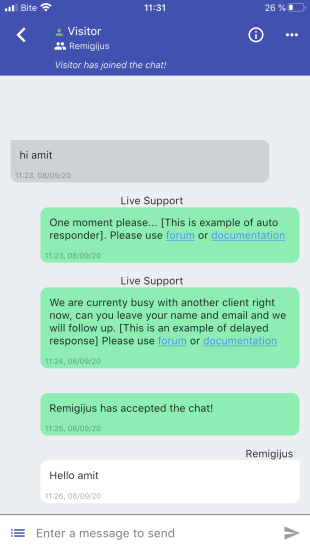 Bite 11:31 26 %
Visitor
Remigijus
Visitor has joined the chat!
hi amit
11:23, 08/09/20
Live Support
One moment please... [This is example of auto
responder]. Please use forum or documentation
11:23, 08/09/20
Live Support
We are currenty busy with another client right
now, can you leave your name and email and we
will follow up. [This is an example of delayed
response] Please use forum or documentation
11:24, 08/09/20
Remigijus has accepted the chat!
11:25, 08/09/20
Remigijus
Hello amit
11:26, 08/09/20
Enter a message to send